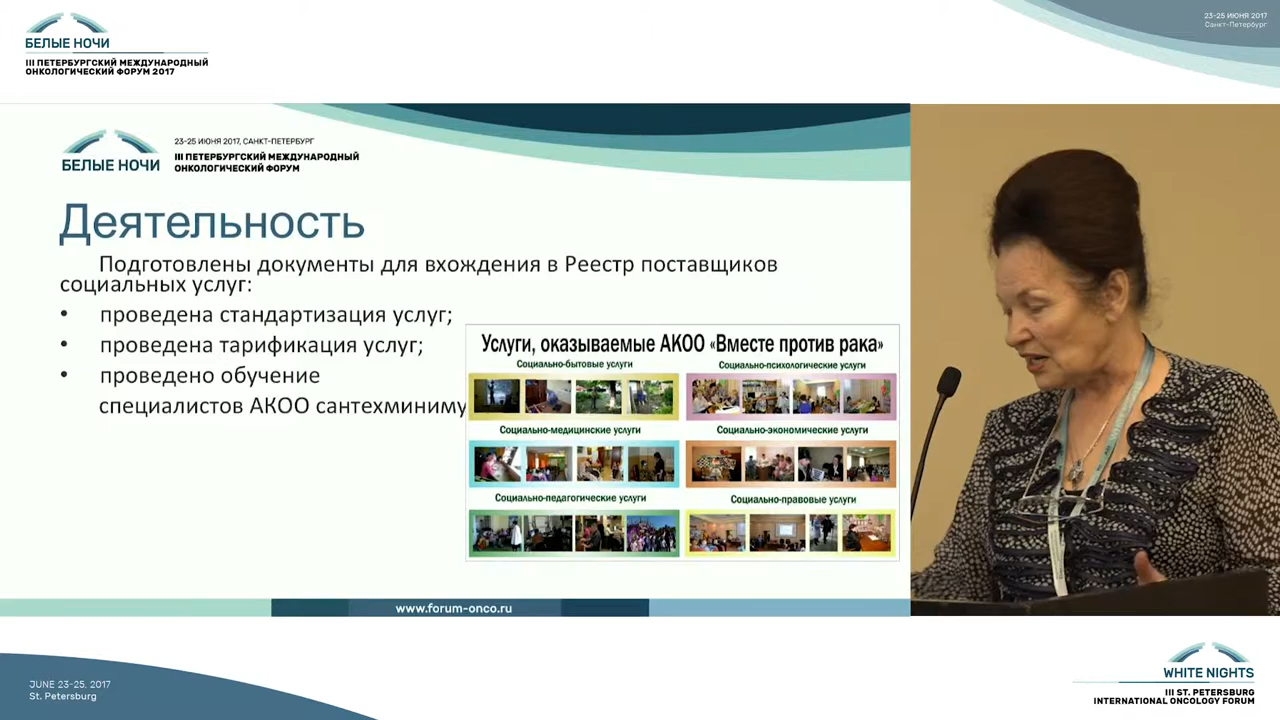 БЕЛЫЕ НОЧИ
III ПЕТЕРБУРГСКИЙ МЕЖДУНАРОДНЫЙ
ОНКОЛОГИЧЕСКИЙ ФОРУМ 2017
23-25 ИЮНЯ 2017
Санкт-Петербург
БЕЛЫЕ НОЧИ
23-25 ИЮНЯ 2017, САНКТ-ПЕТЕРБУРГ
III ПЕТЕРБУРГСКИЙ МЕЖДУНАРОДНЫЙ
ОНКОЛОГИЧЕСКИЙ ФОРУМ
Деятельность
Подготовлены документы для вхождения в Реестр поставщиков
социальных услуг:
• проведена стандартизация услуг;
• проведена тарификация услуг;
• проведено обучение
специалистов АКОО сантехминиму
Услуги, оказываемые АКОО «Вместе против рака»
Социально-бытовые услуги
Социально-психологические услуги
Социально-медицинские услуги
Социально-экономические услуги
Социально-педагогические услуги
Социально-правовые услуги
www.forum-onco.ru
JUNE 23-25, 2017
St. Petersburg
WHITE NIGHTS
III ST. PETERSBURG
INTERNATIONAL ONCOLOGY FORUM